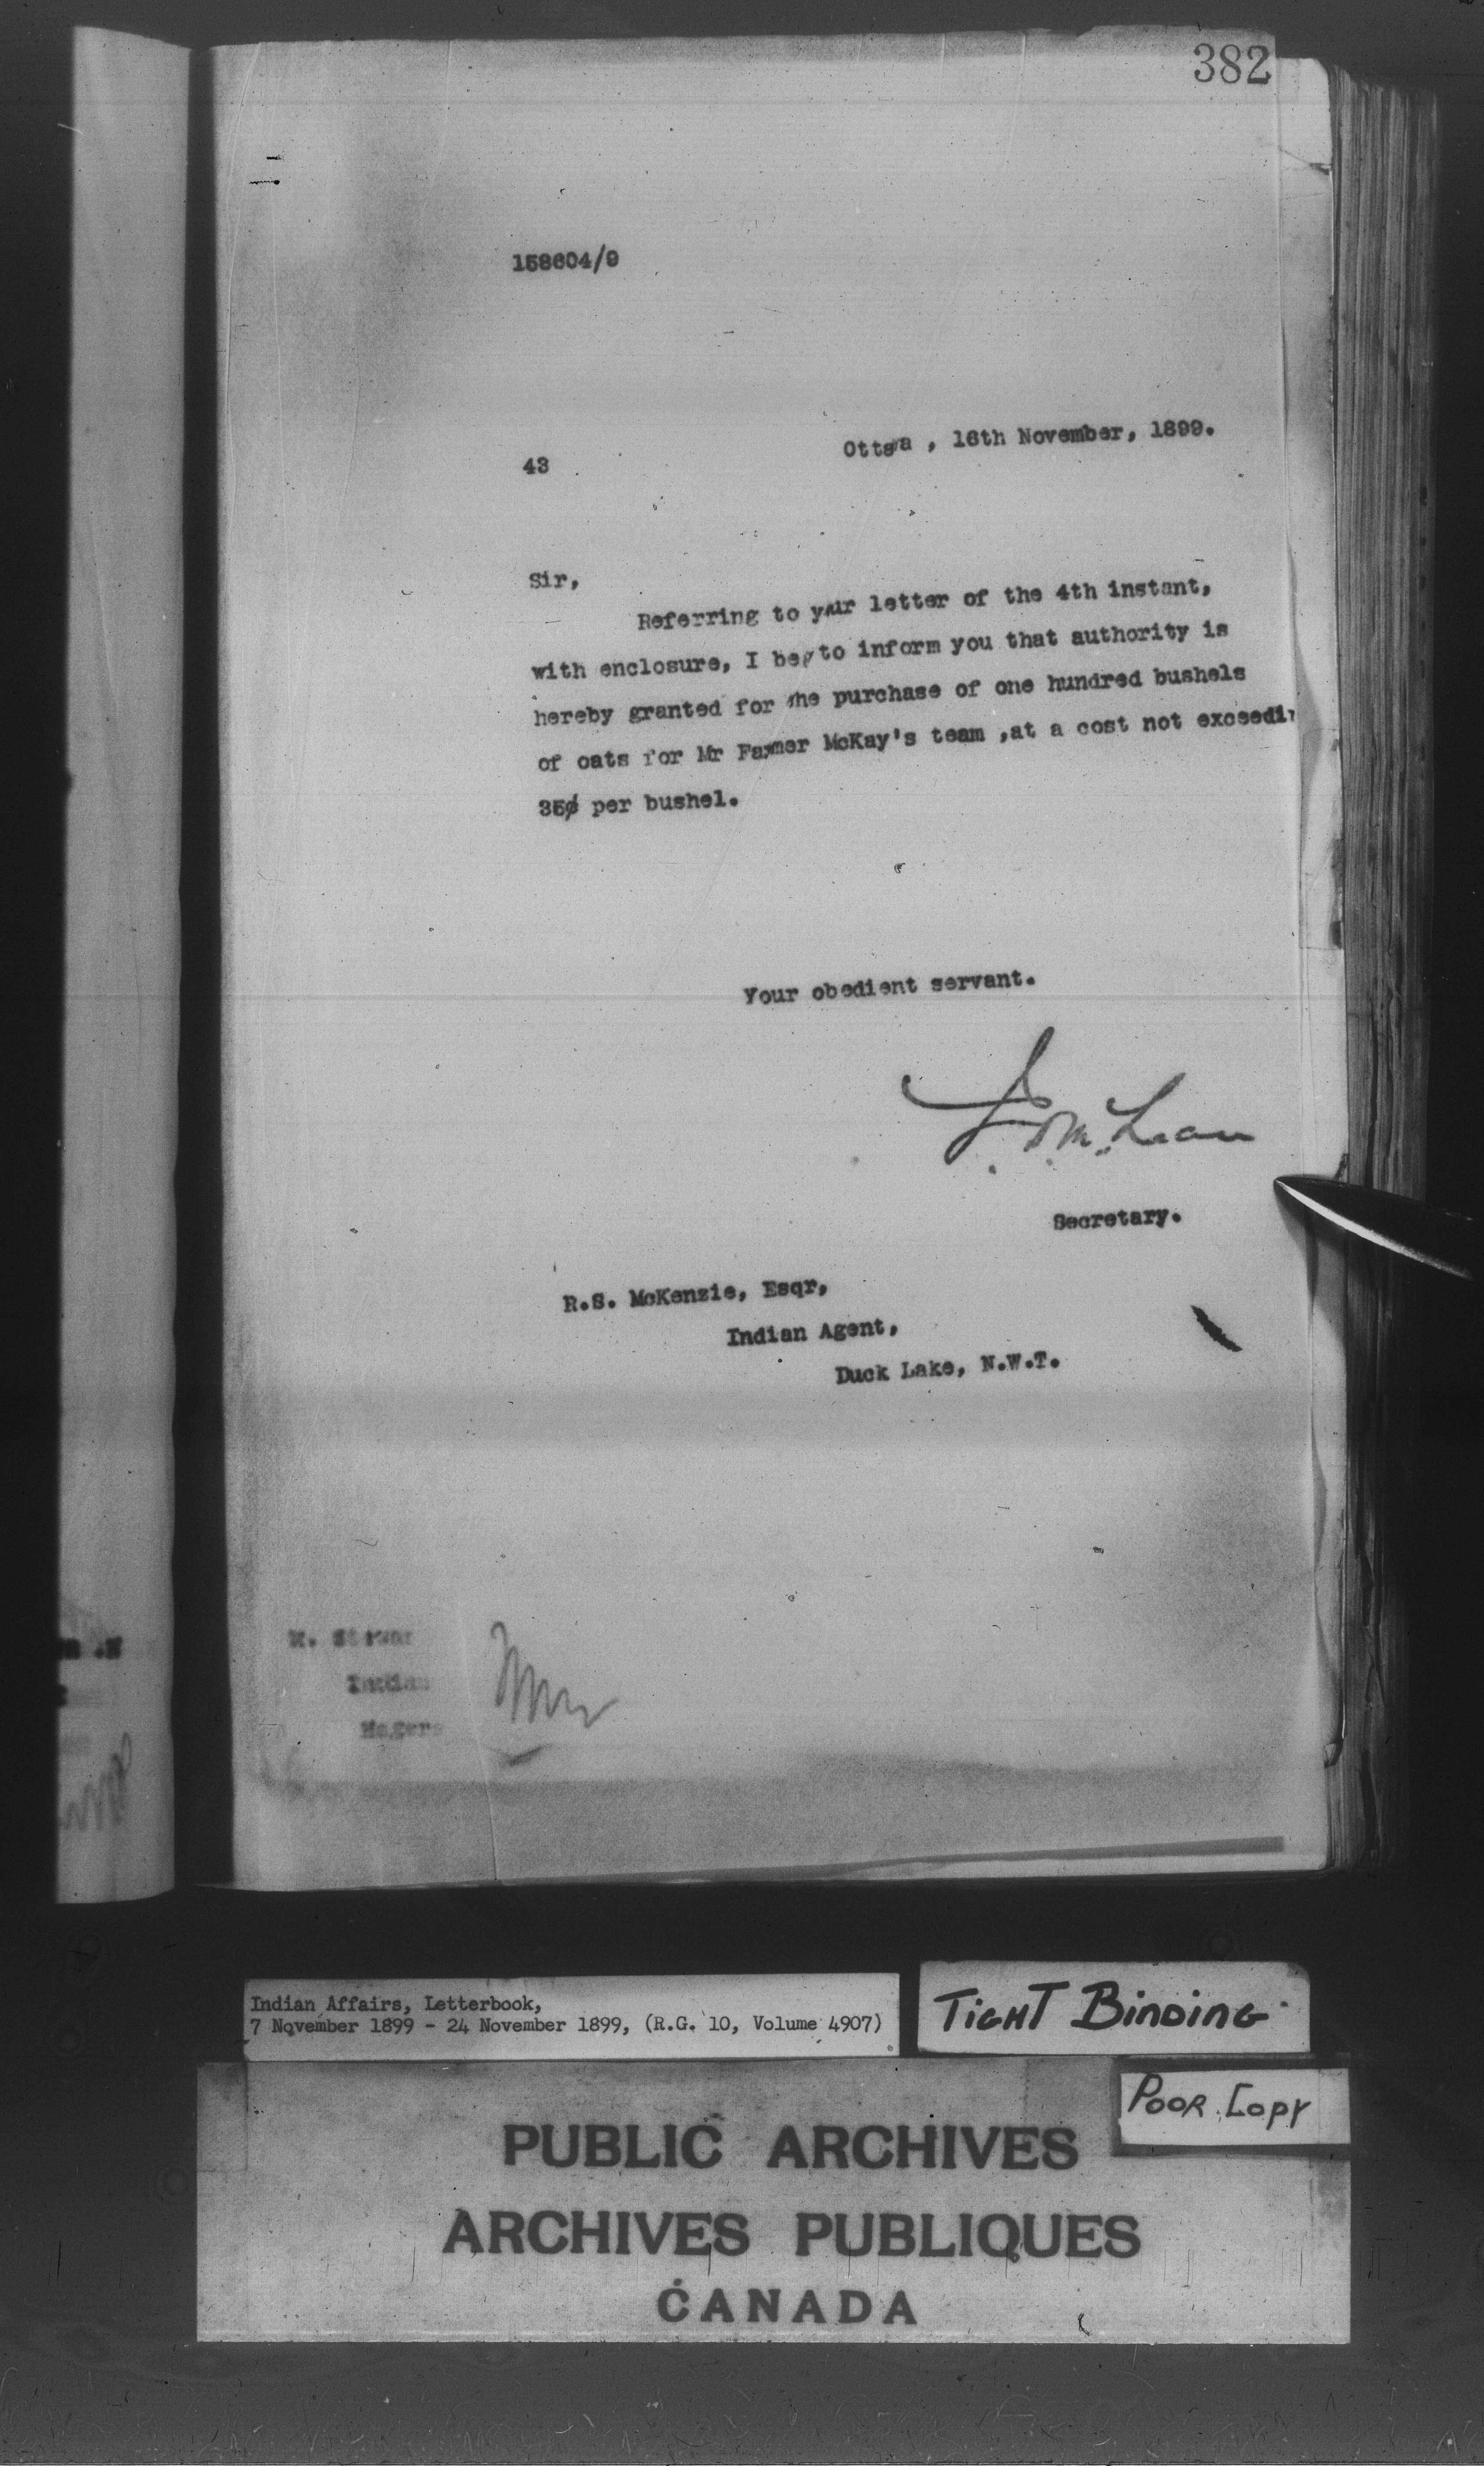 382
158604/9
Ottawa , 16th November, 1899.
43
Sir,
Referring to your letter of the 4th instant,
with enclosure, I beg to inform you that authority is
hereby granted for the purchase of one hundred bushels
of oats for Mr Farmer McKay's team ,at a cost not exceedin
35¢ per bushel.
Your obedient servant.
J. D. McLean
Secretary.
R.S. McKenzie, Esqr,
Indian Agent,
Duck Lake, N.W.T.
Indian
Indian Affairs, Letterbook,
7 November 1899 - 24 November 1899, (R.G. 10, Volume 4907)
TIGHT BINDING
POOR COPY
PUBLIC ARCHIVES
ARCHIVES PUBLIQUES
CANADA